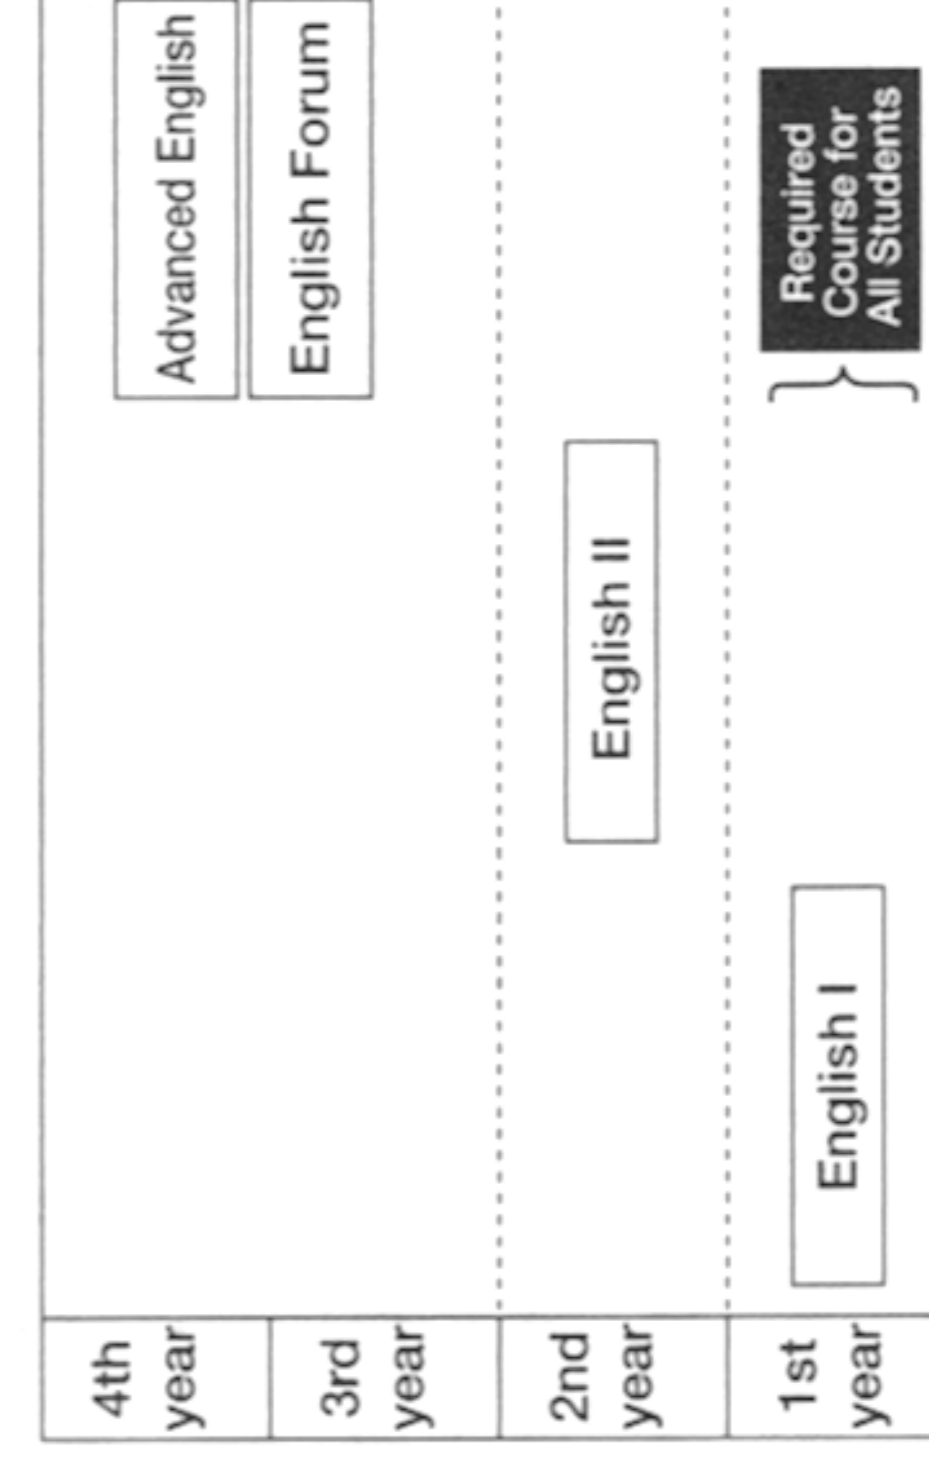 4th
year
Advanced English
3rd
year
English Forum
2nd
year
English II
1st
year
English I
Required
Course for
All Students